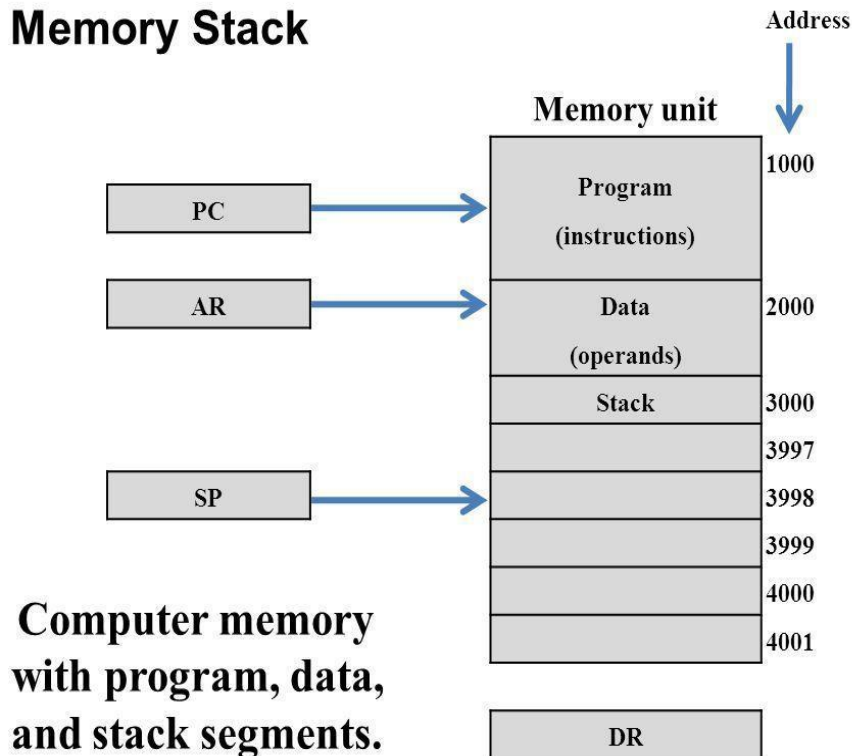 Memory Stack
Address
Memory unit
1000
PC
Program
(instructions)
AR
Data
2000
(operands)
Stack
3000
3997
SP
3998
3999
4000
4001
Computer memory
with program, data,
and stack segments.
DR